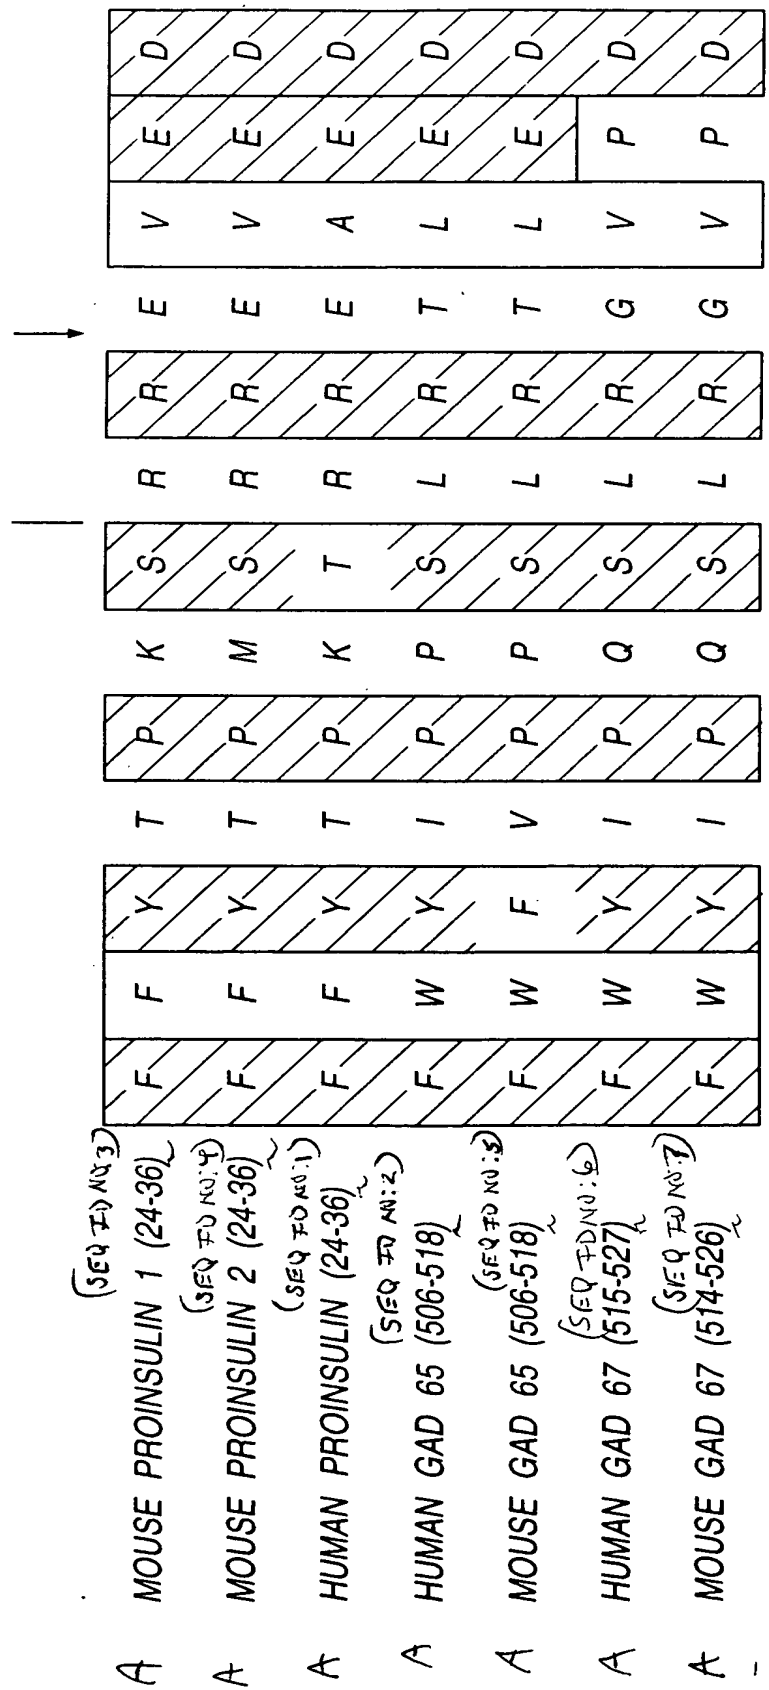 A MOUSE PROINSULIN 1 (24-36) (SEQ ID NO:3) F F Y T P K S R R E V E D
A MOUSE PROINSULIN 2 (24-36) (SEQ ID NO:4) F F Y T P M S R R E V E D
A HUMAN PROINSULIN (24-36) (SEQ ID NO:1) F F Y T P K T R R E A E D
A HUMAN GAD 65 (506-518) (SEQ ID NO:2) F W Y I P P S L R T L E D
A MOUSE GAD 65 (506-518) (SEQ ID NO:5) F W F V P P S L R T L E D
A HUMAN GAD 67 (515-527) (SEQ ID NO:6) F W Y I P Q S L R G V P D
A MOUSE GAD 67 (514-526) (SEQ ID NO:7) F W Y I P Q S L R G V P D